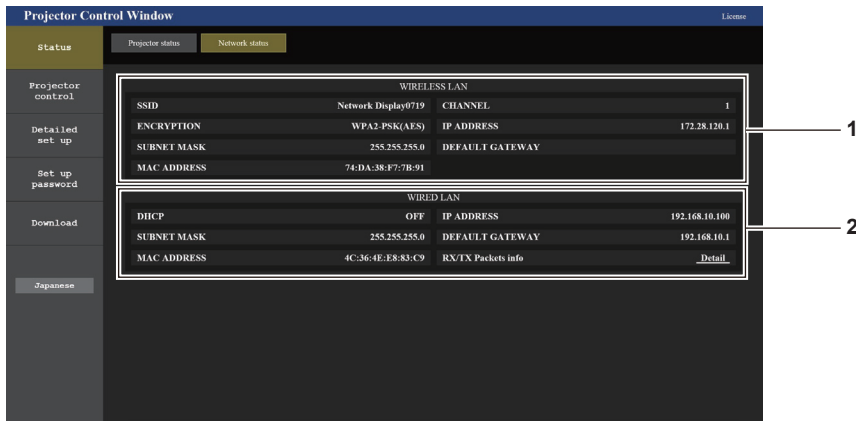 Projector Control Window License
Status Projector status Network status
Projector
control
Detailed
set up
Set up
password
Download
Japanese
WIRELESS LAN
SSID Network Display0719 CHANNEL 1
ENCRYPTION WPA2-PSK(AES) IP ADDRESS 172.28.120.1
SUBNET MASK 255.255.255.0 DEFAULT GATEWAY
MAC ADDRESS 74:DA:38:F7:7B:91
1
WIRED LAN
DHCP OFF IP ADDRESS 192.168.10.100
SUBNET MASK 255.255.255.0 DEFAULT GATEWAY 192.168.10.1
MAC ADDRESS 4C:36:4E:E8:83:C9 RX/TX Packets info Detail
2